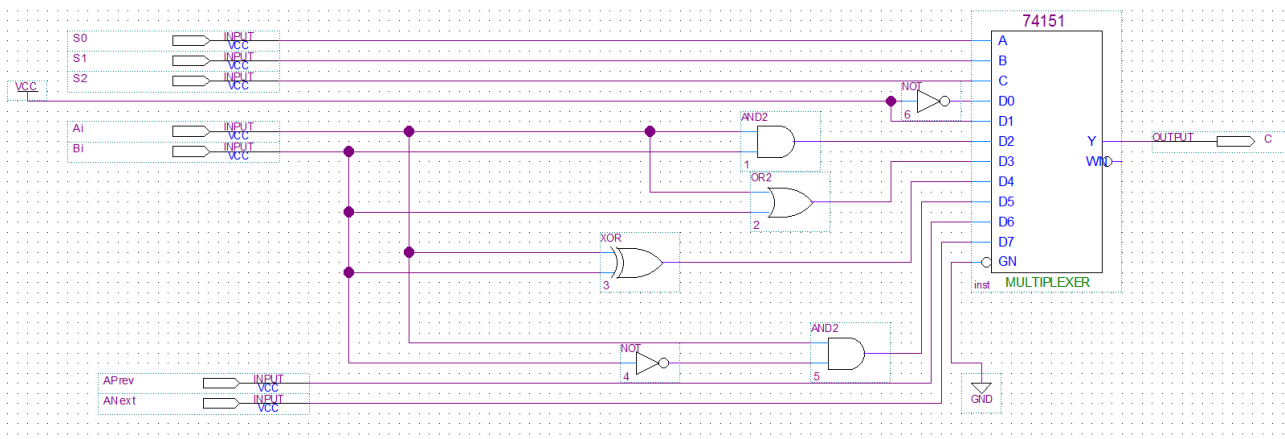 74151
S0 INPUT VCC A
S1 INPUT VCC B
S2 INPUT VCC C
VCC NOT 6 D0
D1
Ai INPUT VCC AND2 1 D2 Y OUTPUT C
Bi INPUT VCC D3 WN
OR2 2 D4
D5
D6
XOR 3 D7
GN
inst MULTIPLEXER
AND2 5
NOT 4
APrev INPUT VCC
ANext INPUT VCC
GND